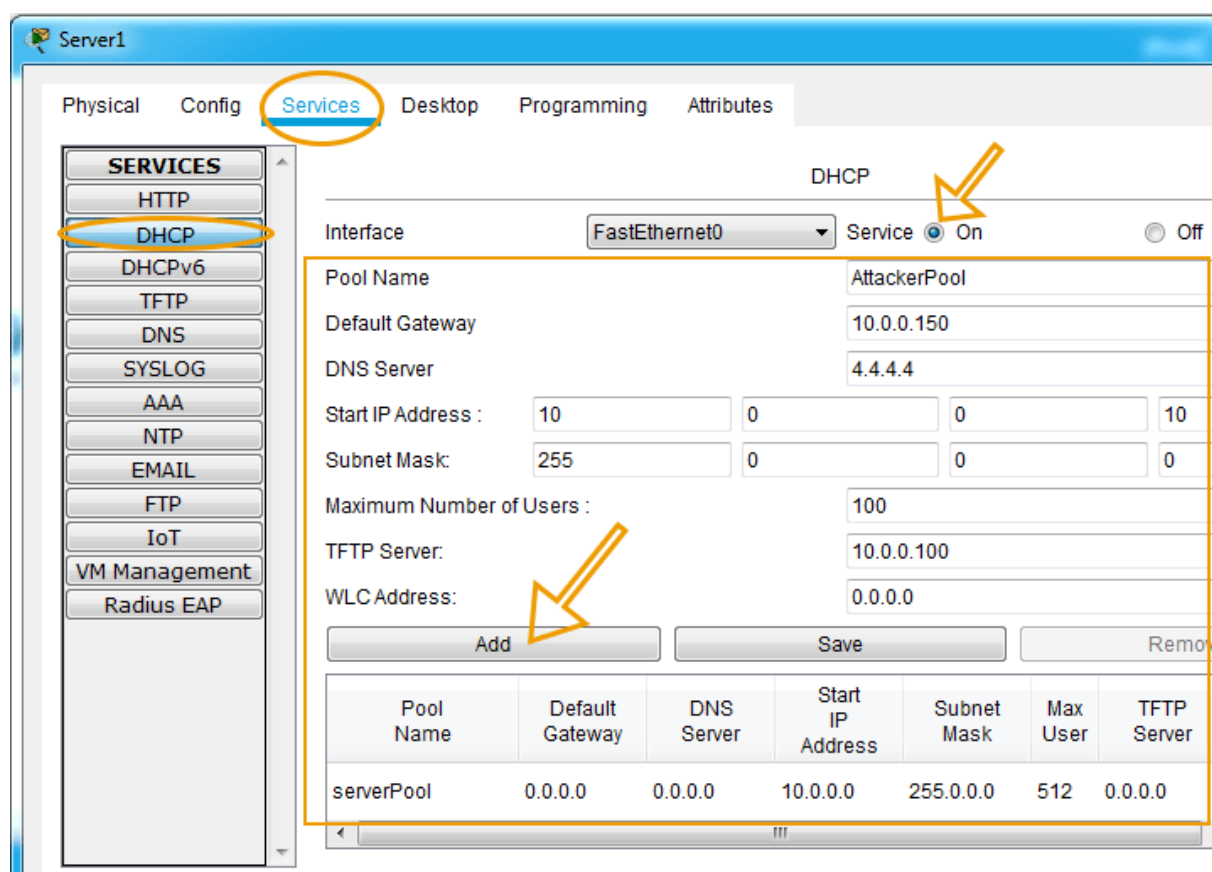 Server1
Physical Config Services Desktop Programming Attributes
SERVICES
HTTP
DHCP
DHCPv6
TFTP
DNS
SYSLOG
AAA
NTP
EMAIL
FTP
IoT
VM Management
Radius EAP
DHCP
Interface FastEthernet0 Service On Off
Pool Name AttackerPool
Default Gateway 10.0.0.150
DNS Server 4.4.4.4
Start IP Address : 10 0 0 10
Subnet Mask: 255 0 0 0
Maximum Number of Users : 100
TFTP Server: 10.0.0.100
WLC Address: 0.0.0.0
Add Save Remov
Pool Name Default Gateway DNS Server Start IP Address Subnet Mask Max User TFTP Server
serverPool 0.0.0.0 0.0.0.0 10.0.0.0 255.0.0.0 512 0.0.0.0